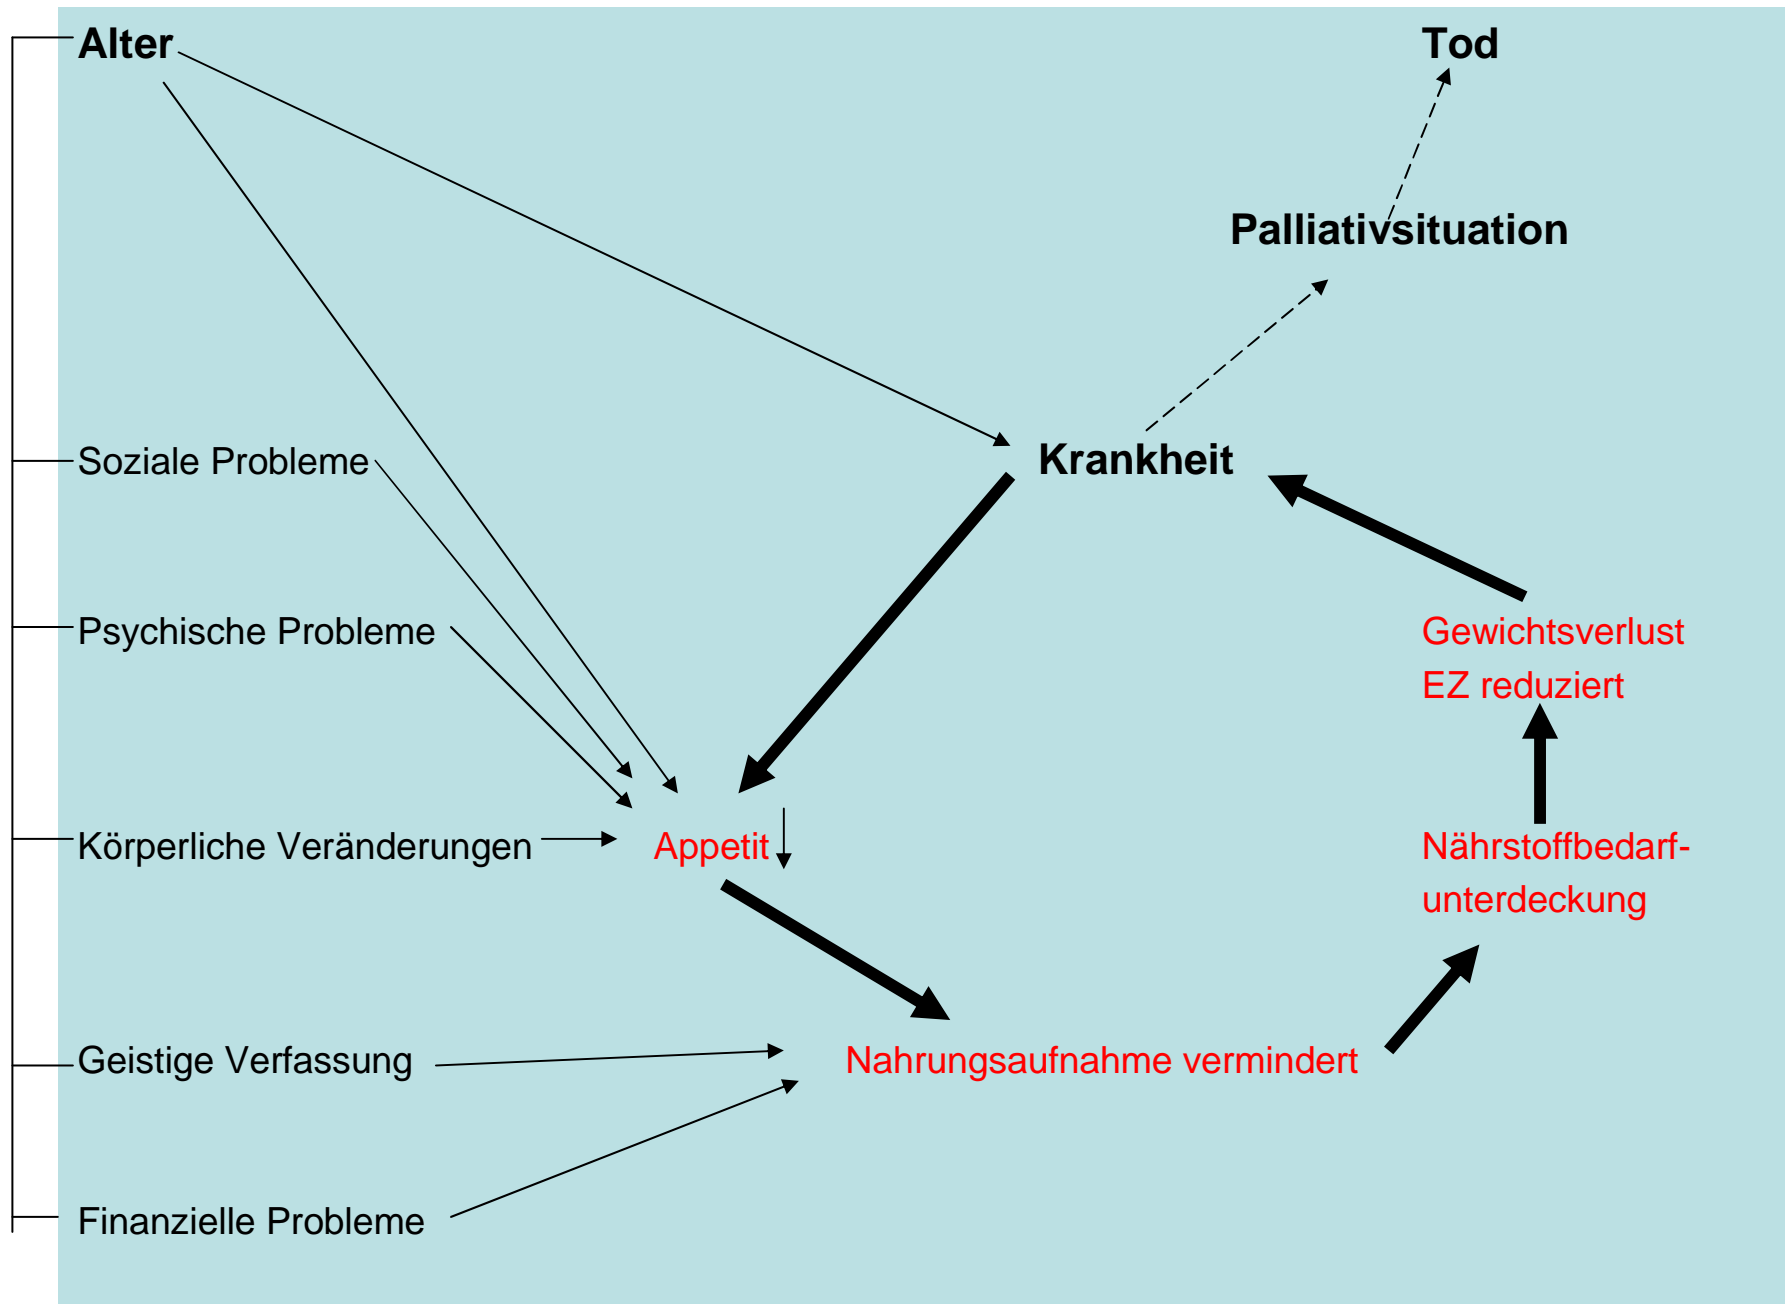 Alter
Tod
Palliativsituation
Soziale Probleme
Krankheit
Psychische Probleme
Gewichtsverlust
EZ reduziert
Körperliche Veränderungen
Appetit
Nährstoffbedarf-
unterdeckung
Geistige Verfassung
Nahrungsaufnahme vermindert
Finanzielle Probleme